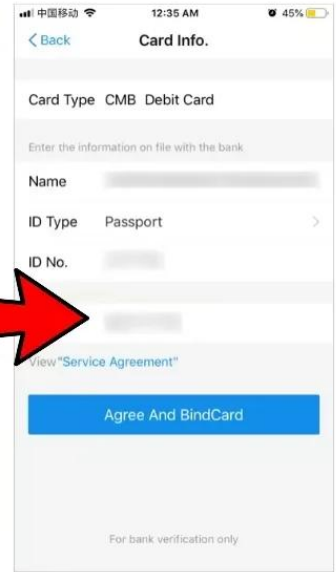 中国移动 12:35 AM 45%
Back Card Info.
Card Type CMB Debit Card
Enter the information on file with the bank
Name
ID Type Passport
ID No.
View "Service Agreement"
Agree And BindCard
For bank verification only